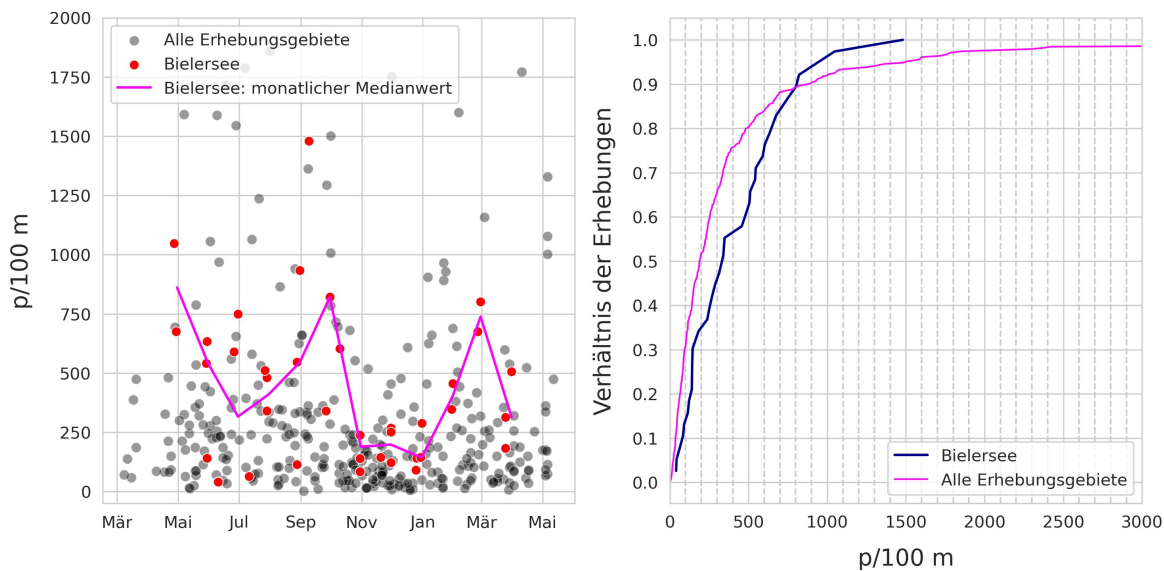 2000
1750
1500
1250
1000
750
500
250
0
p/100 m
Alle Erhebungsgebiete
Bielersee
Bielersee: monatlicher Medianwert
Mär Mai Jul Sep Nov Jan Mär Mai
1.0
0.9
0.8
0.7
0.6
0.5
0.4
0.3
0.2
0.1
0.0
Verhältnis der Erhebungen
Bielersee
Alle Erhebungsgebiete
0 500 1000 1500 2000 2500 3000
p/100 m